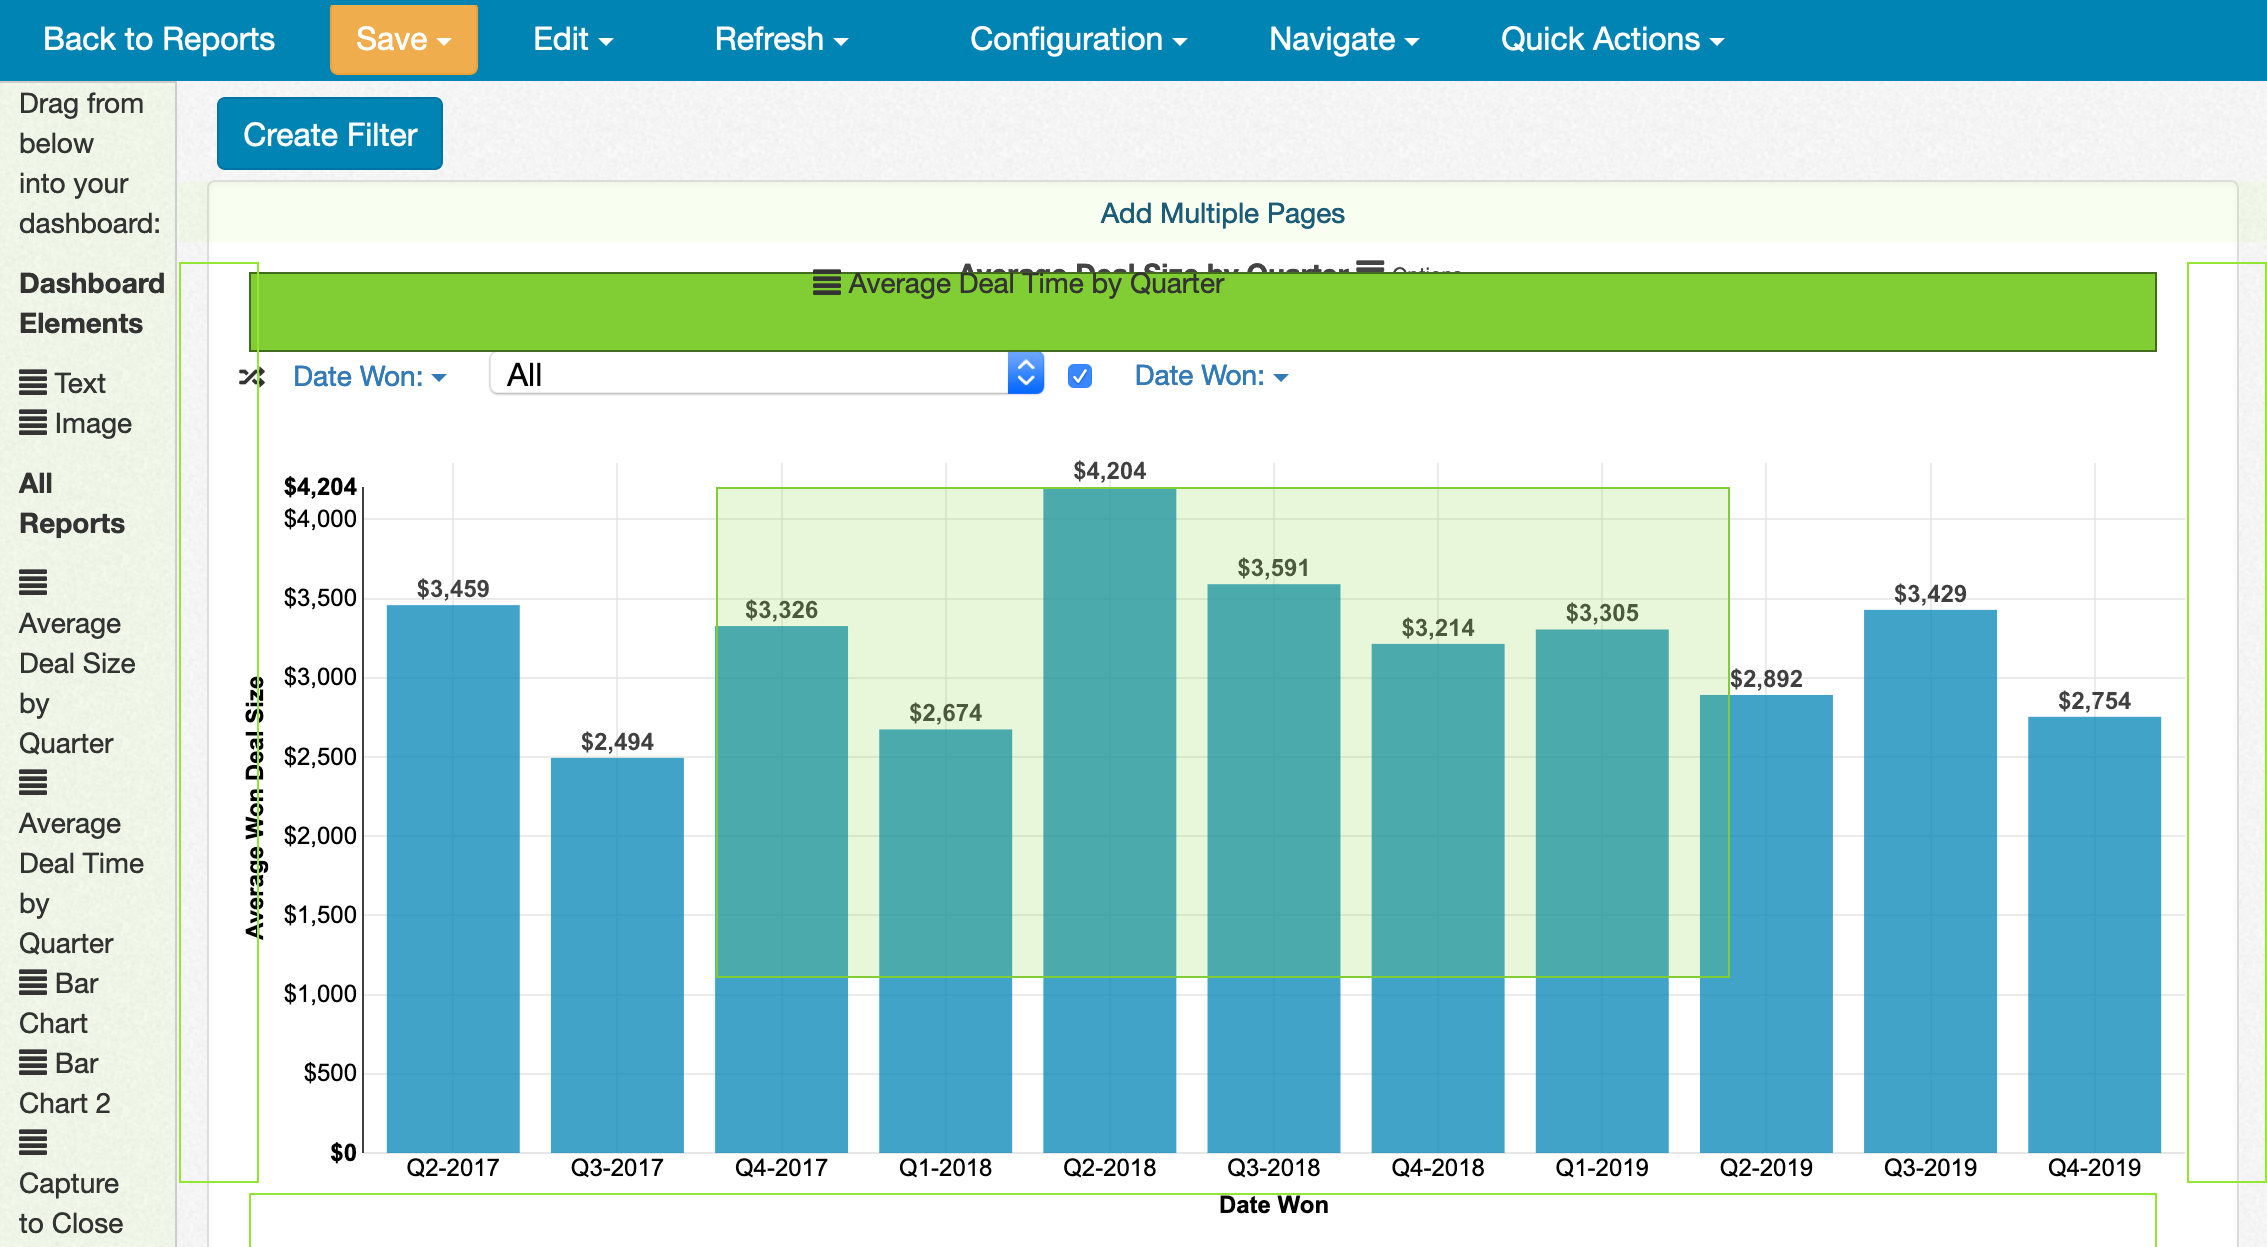 Back to Reports
Save
Edit
Refresh
Configuration
Navigate
Quick Actions
Drag from
below
into your
dashboard:
Dashboard
Elements
Text
Image
All
Reports
Average
Deal Size
by
Quarter
Average
Deal Time
by
Quarter
Bar
Chart
Bar
Chart 2
Capture
to Close
Create Filter
Add Multiple Pages
Average Deal Size by Quarter Options
Average Deal Time by Quarter
Date Won: All Date Won:
Average Won Deal Size
$4,204
$4,000
$3,500
$3,000
$2,500
$2,000
$1,500
$1,000
$500
$0
$3,459
$2,494
$3,326
$2,674
$4,204
$3,591
$3,214
$3,305
$2,892
$3,429
$2,754
Q2-2017 Q3-2017 Q4-2017 Q1-2018 Q2-2018 Q3-2018 Q4-2018 Q1-2019 Q2-2019 Q3-2019 Q4-2019
Date Won